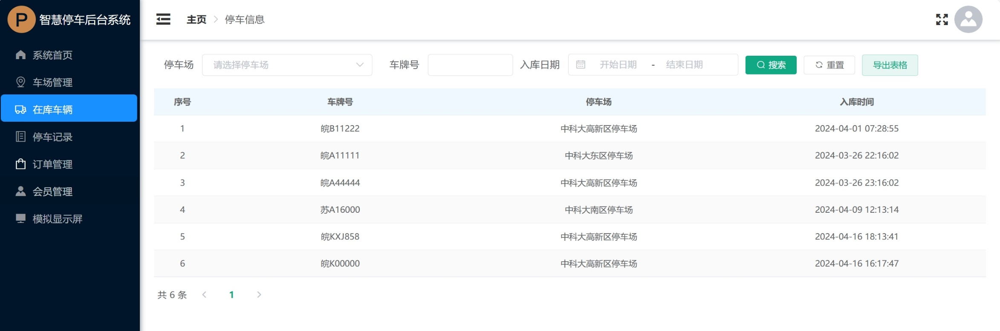 P 智慧停车后台系统
主页 > 停车信息
系统首页
车场管理
在库车辆
停车记录
订单管理
会员管理
模拟显示屏
停车场 请选择停车场 车牌号 入库日期 开始日期 - 结束日期 搜索 重置 导出表格
序号 车牌号 停车场 入库时间
1 皖B11222 中科大高新区停车场 2024-04-01 07:28:55
2 皖A11111 中科大东区停车场 2024-03-26 22:16:02
3 皖A44444 中科大高新区停车场 2024-03-26 23:16:02
4 苏A16000 中科大南区停车场 2024-04-09 12:13:14
5 皖KXJ858 中科大高新区停车场 2024-04-16 18:13:41
6 皖K00000 中科大高新区停车场 2024-04-16 16:17:47
共 6 条 < 1 >